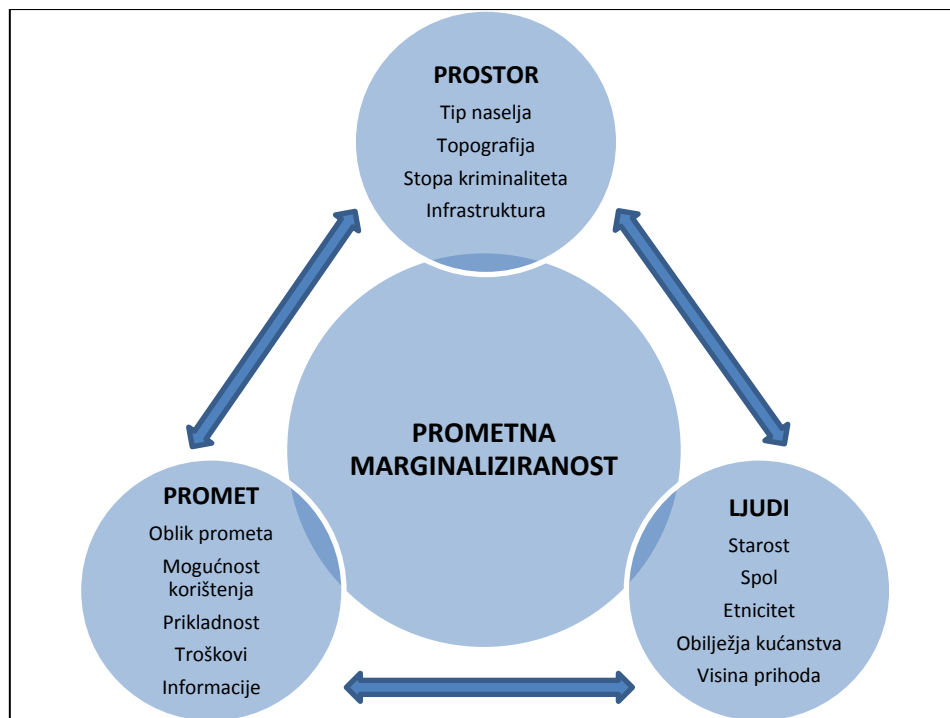 PROSTOR
Tip naselja
Topografija
Stopa kriminaliteta
Infrastruktura
PROMETNA
MARGINALIZIRANOST
PROMET
Oblik prometa
Mogućnost
korištenja
Prikladnost
Troškovi
Informacije
LJUDI
Starost
Spol
Etnicitet
Obilježja kućanstva
Visina prihoda